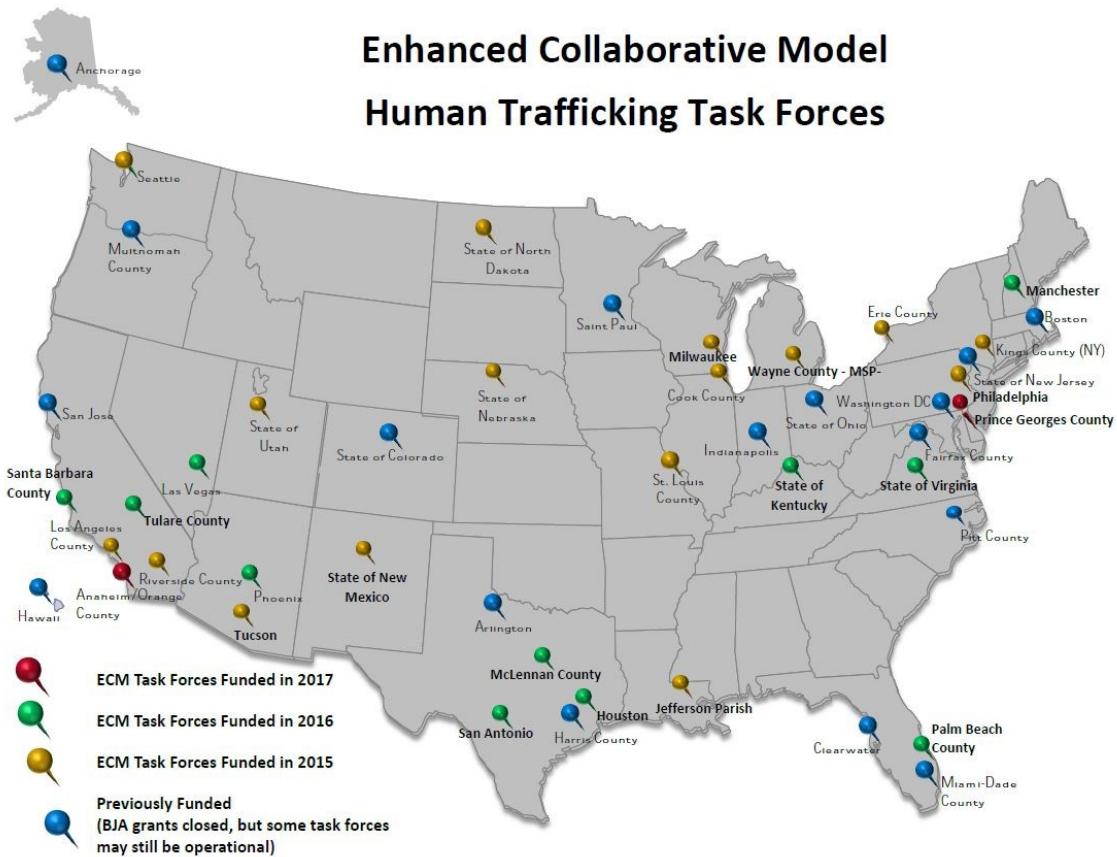 Enhanced Collaborative Model
Human Trafficking Task Forces
Anchorage
Seattle
Multnomah
County
State of North
Dakota
Saint Paul
Manchester
Boston
Erie County
Kings County (NY)
Milwaukee
Wayne County - MSP-
Cook County
State of
Nebraska
State of New Jersey
Philadelphia
Washington DC
Prince Georges County
State of Ohio
San Jose
State of
Utah
State of Colorado
Indianapolis
Fairfax County
St. Louis
County
State of
Kentucky
State of Virginia
Santa Barbara
County
Las Vegas
Tulare County
Los Angeles
County
Pitt County
Riverside County
State of New
Mexico
Phoenix
Anaheim/Orange
County
Hawaii
Tucson
Arlington
McLennan County
Houston
Jefferson Parish
San Antonio
Harris County
Clearwater
Palm Beach
County
Miami-Dade
County
ECM Task Forces Funded in 2017
ECM Task Forces Funded in 2016
ECM Task Forces Funded in 2015
Previously Funded
(BJA grants closed, but some task forces
may still be operational)